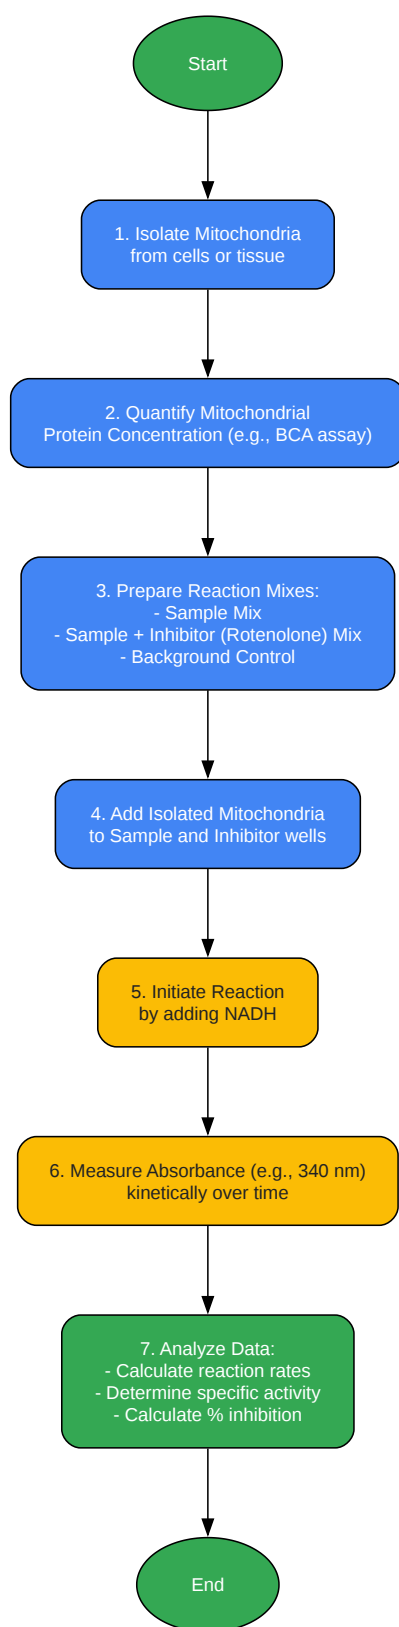 Start
1. Isolate Mitochondria
from cells or tissue
2. Quantify Mitochondrial
Protein Concentration (e.g., BCA assay)
3. Prepare Reaction Mixes:
- Sample Mix
- Sample + Inhibitor (Rotenolone) Mix
- Background Control
4. Add Isolated Mitochondria
to Sample and Inhibitor wells
5. Initiate Reaction
by adding NADH
6. Measure Absorbance (e.g., 340 nm)
kinetically over time
7. Analyze Data:
- Calculate reaction rates
- Determine specific activity
- Calculate % inhibition
End